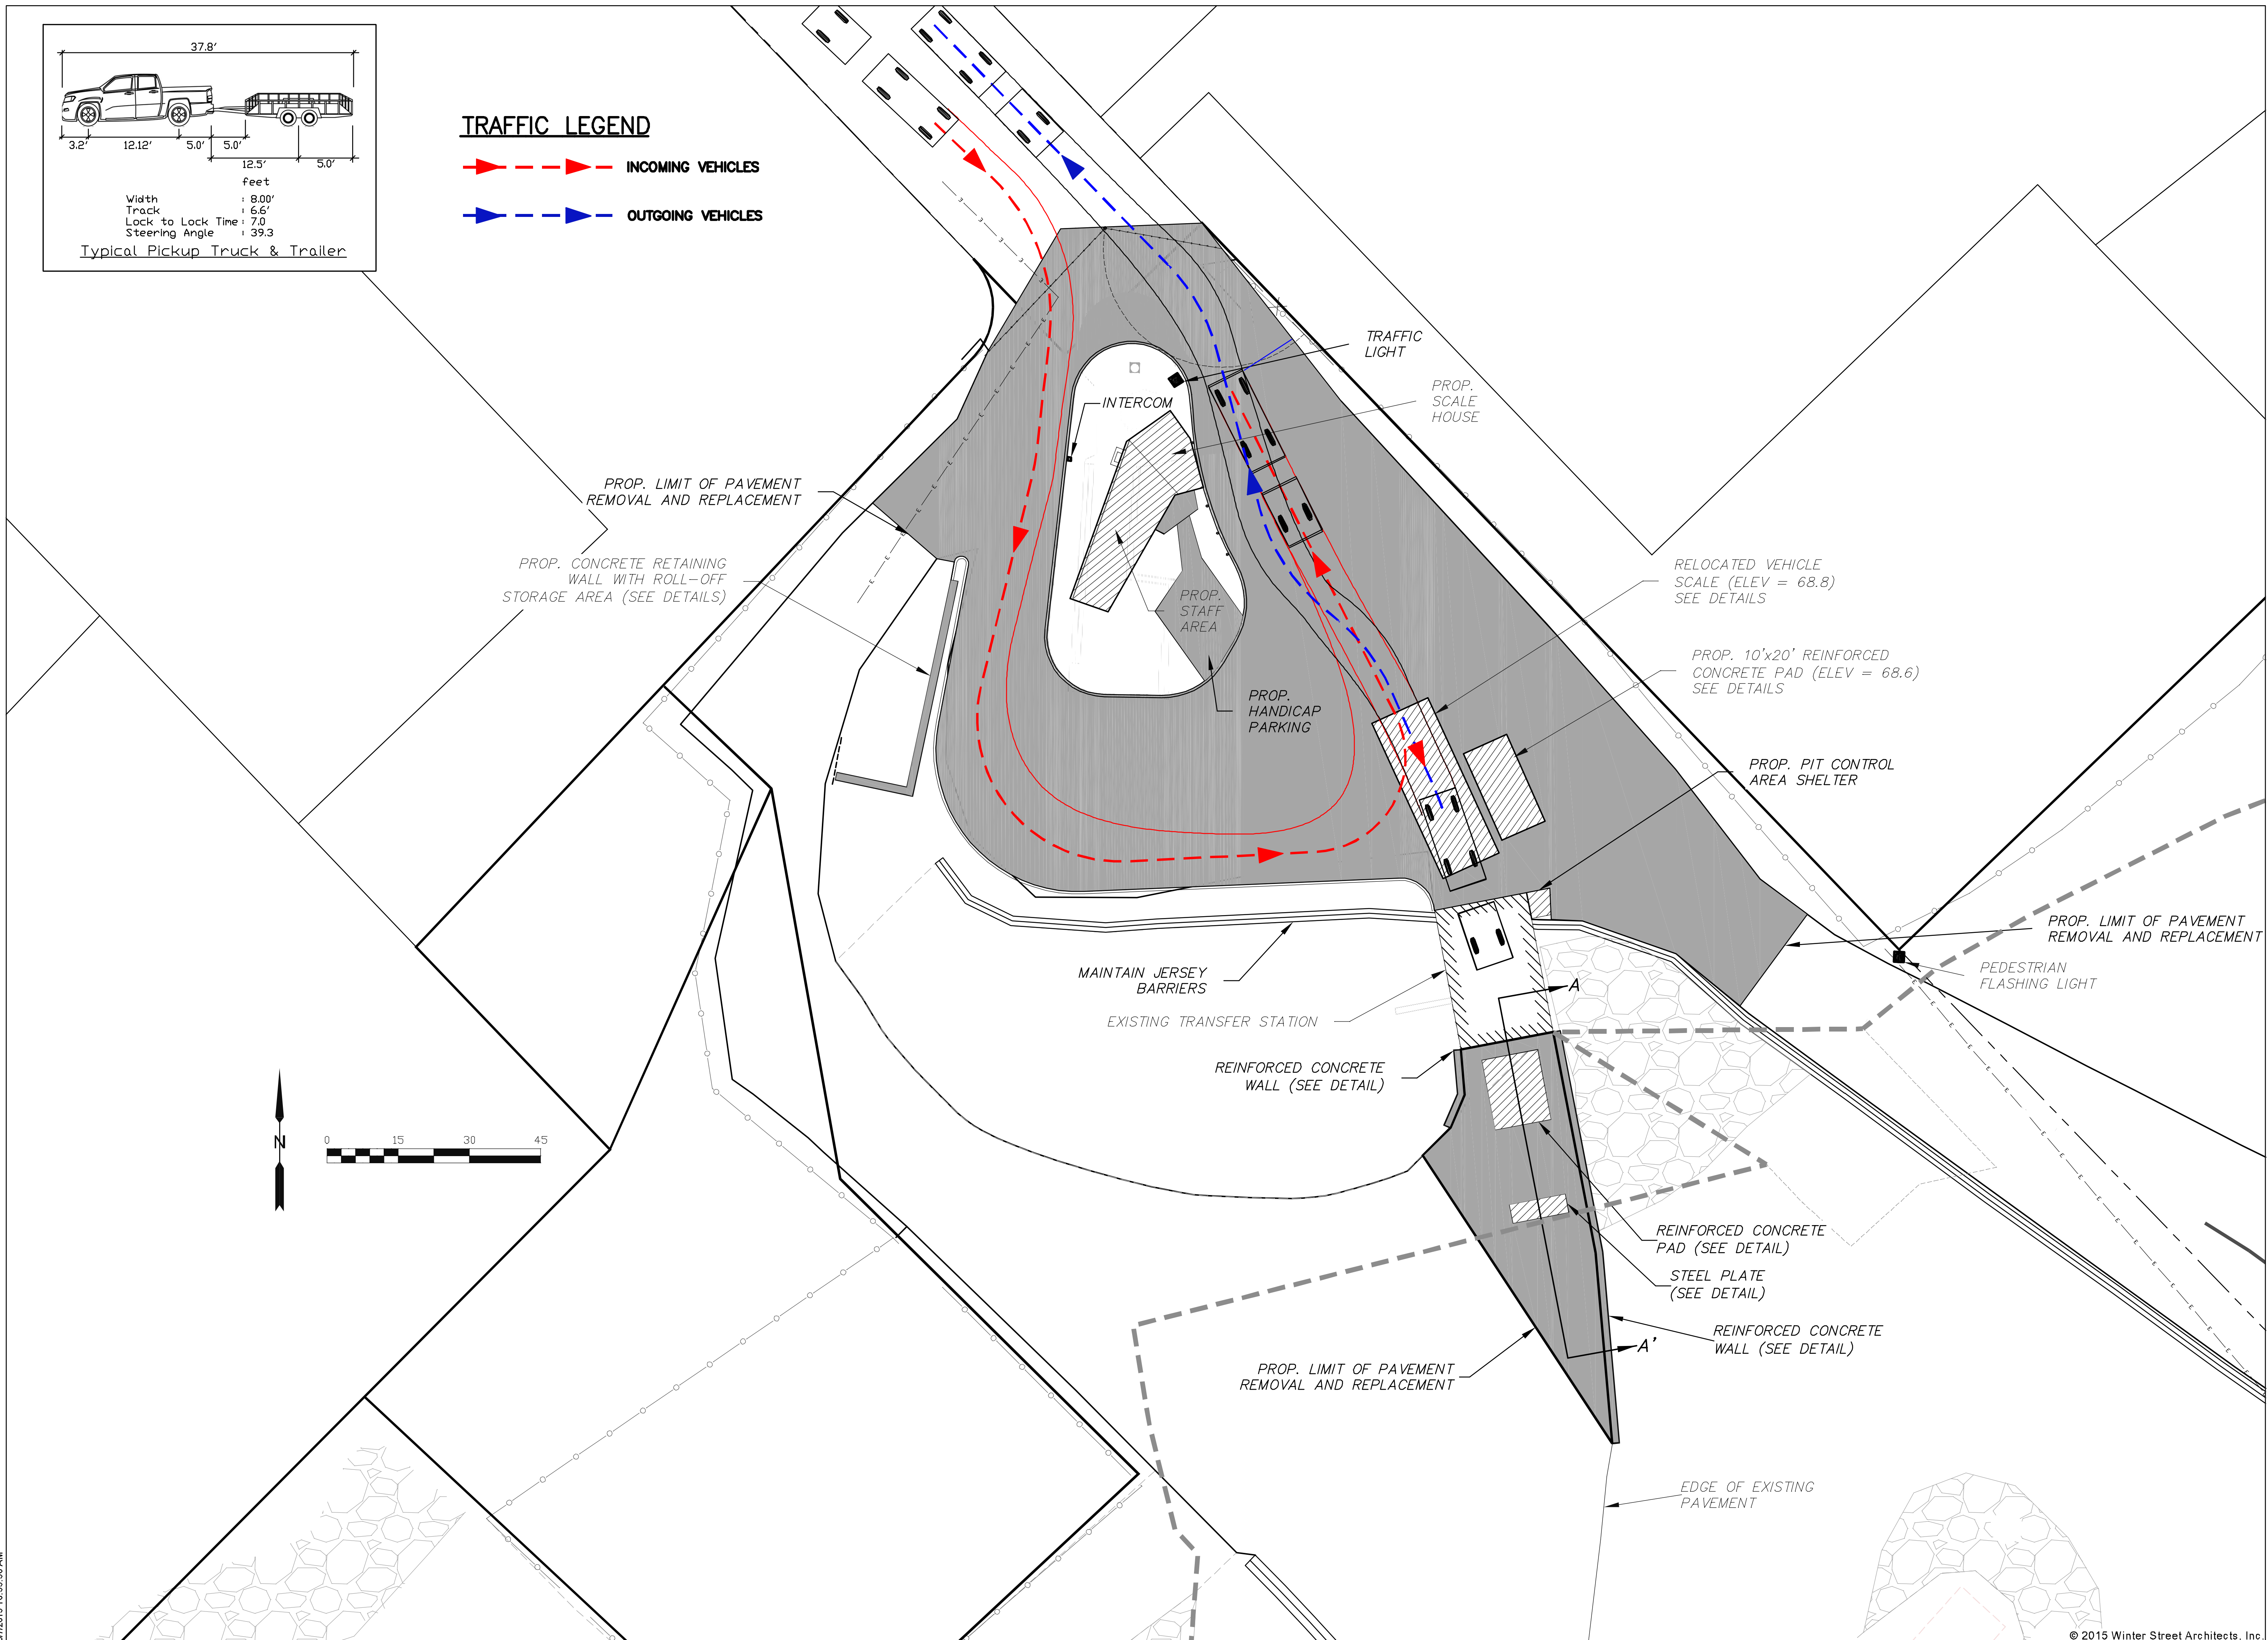 37.8'
3.2'
12.12'
5.0'
5.0'
12.5'
5.0'
feet
Width : 8.00'
Track : 6.6'
Lock to Lock Time : 7.0
Steering Angle : 39.3
Typical Pickup Truck & Trailer
TRAFFIC LEGEND
INCOMING VEHICLES
OUTGOING VEHICLES
TRAFFIC
LIGHT
PROP.
SCALE
HOUSE
INTERCOM
PROP. LIMIT OF PAVEMENT
REMOVAL AND REPLACEMENT
PROP. CONCRETE RETAINING
WALL WITH ROLL-OFF
STORAGE AREA (SEE DETAILS)
PROP.
STAFF
AREA
RELOCATED VEHICLE
SCALE (ELEV = 68.8)
SEE DETAILS
PROP. 10'x20' REINFORCED
CONCRETE PAD (ELEV = 68.6)
SEE DETAILS
PROP.
HANDICAP
PARKING
PROP. PIT CONTROL
AREA SHELTER
PROP. LIMIT OF PAVEMENT
REMOVAL AND REPLACEMENT
PEDESTRIAN
FLASHING LIGHT
MAINTAIN JERSEY
BARRIERS
A
EXISTING TRANSFER STATION
REINFORCED CONCRETE
WALL (SEE DETAIL)
N
0
15
30
45
REINFORCED CONCRETE
PAD (SEE DETAIL)
STEEL PLATE
(SEE DETAIL)
REINFORCED CONCRETE
WALL (SEE DETAIL)
A'
PROP. LIMIT OF PAVEMENT
REMOVAL AND REPLACEMENT
EDGE OF EXISTING
PAVEMENT
© 2015 Winter Street Architects, Inc.